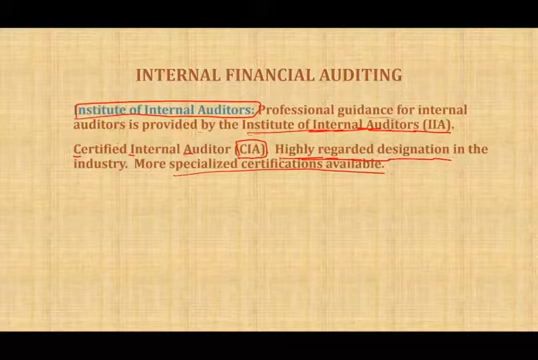 INTERNAL FINANCIAL AUDITING
Institute of Internal Auditors: Professional guidance for internal
auditors is provided by the Institute of Internal Auditors (IIA).
Certified Internal Auditor (CIA). Highly regarded designation in the
industry. More specialized certifications available.